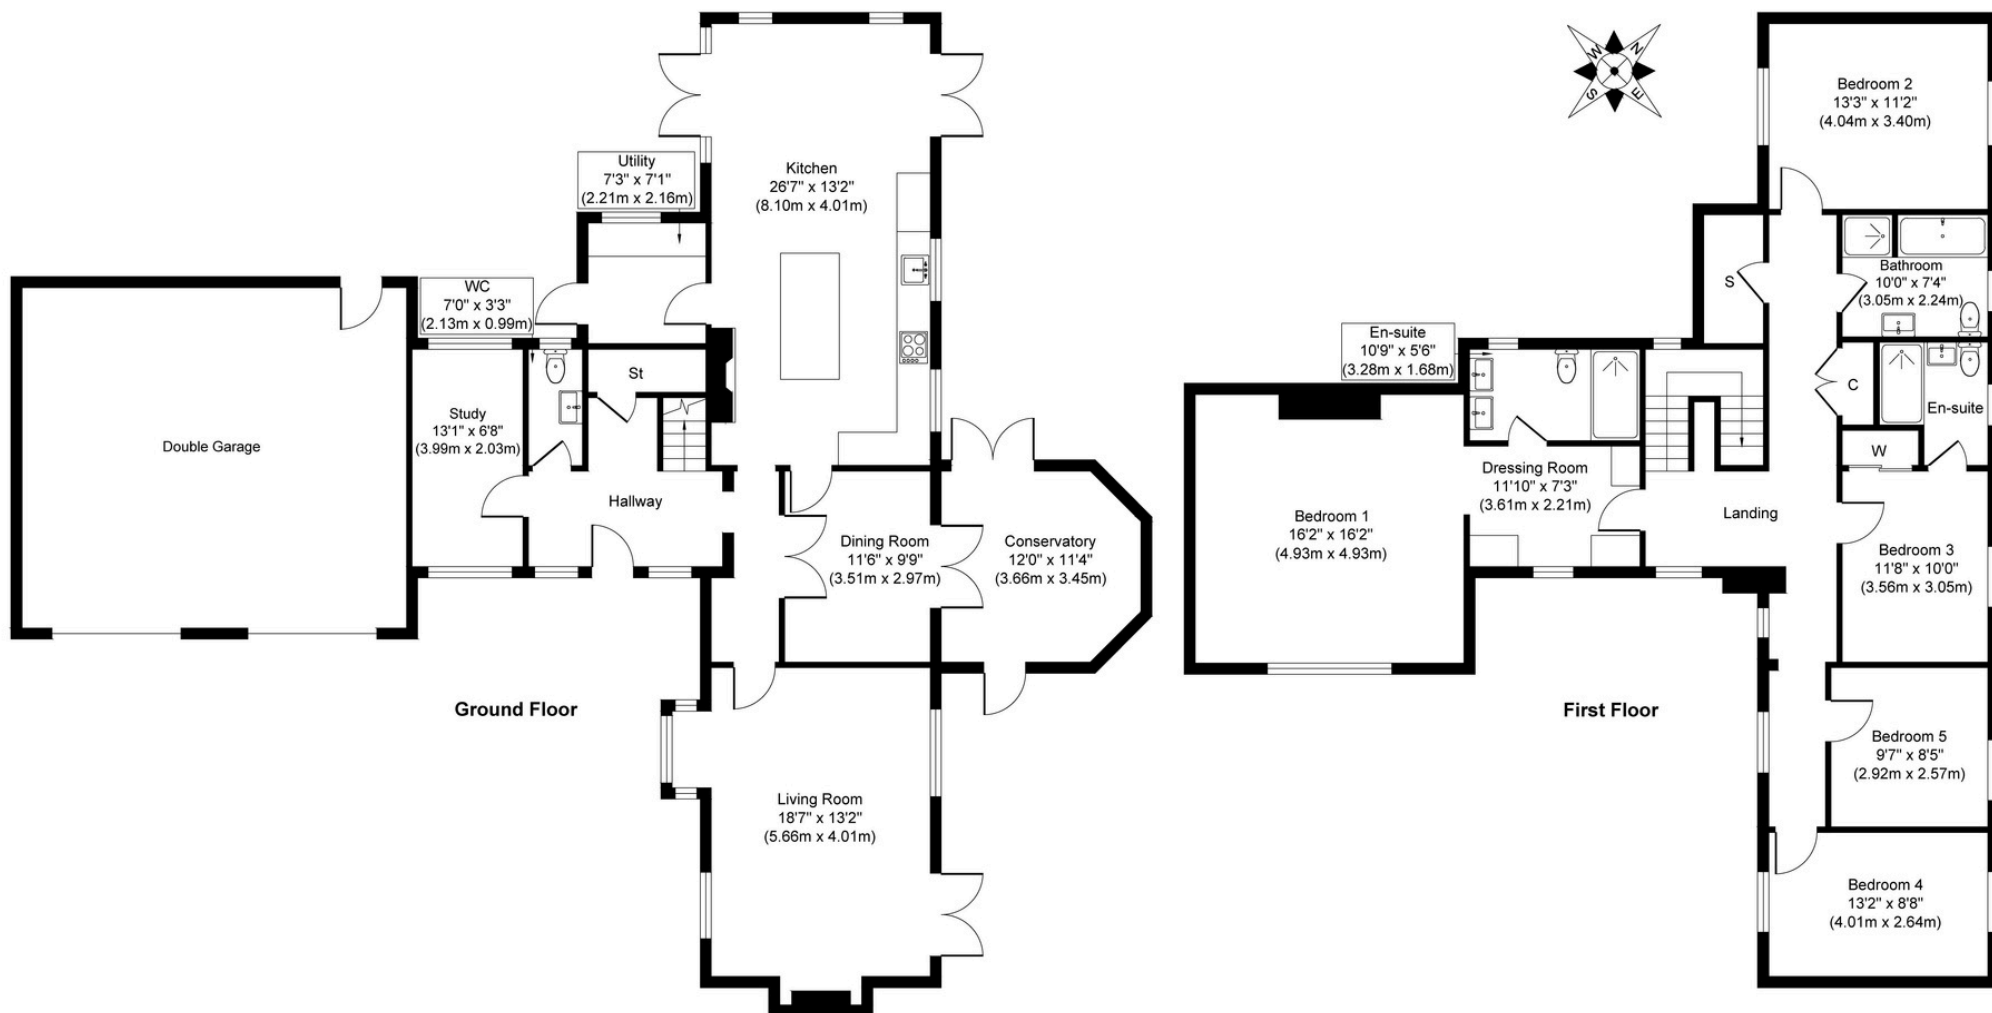 Utility
7'3" x 7'1"
(2.21m x 2.16m)
Kitchen
26'7" x 13'2"
(8.10m x 4.01m)
WC
7'0" x 3'3"
(2.13m x 0.99m)
St
Study
13'1" x 6'8"
(3.99m x 2.03m)
Double Garage
Hallway
Dining Room
11'6" x 9'9"
(3.51m x 2.97m)
Conservatory
12'0" x 11'4"
(3.66m x 3.45m)
Ground Floor
Living Room
18'7" x 13'2"
(5.66m x 4.01m)
W
N
S
E
Bedroom 2
13'3" x 11'2"
(4.04m x 3.40m)
S
Bathroom
10'0" x 7'4"
(3.05m x 2.24m)
En-suite
10'9" x 5'6"
(3.28m x 1.68m)
C
En-suite
W
Dressing Room
11'10" x 7'3"
(3.61m x 2.21m)
Bedroom 1
16'2" x 16'2"
(4.93m x 4.93m)
Landing
Bedroom 3
11'8" x 10'0"
(3.56m x 3.05m)
First Floor
Bedroom 5
9'7" x 8'5"
(2.92m x 2.57m)
Bedroom 4
13'2" x 8'8"
(4.01m x 2.64m)